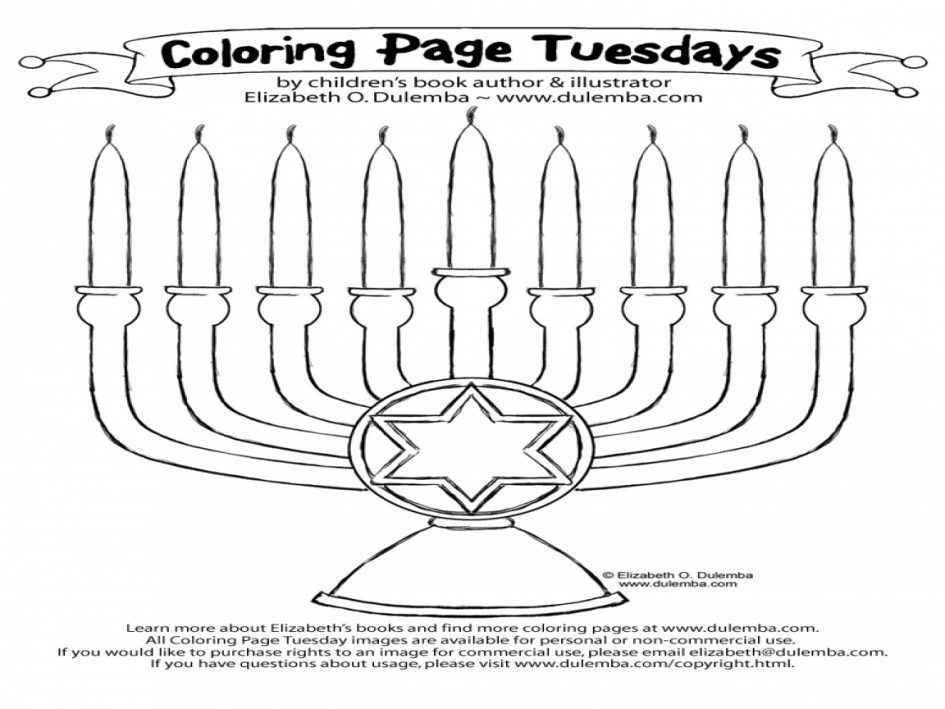 Coloring Page Tuesdays
by children's book author & illustrator
Elizabeth O. Dulemba ~ www.dulemba.com
© Elizabeth O. Dulemba
www.dulemba.com
Learn more about Elizabeth's books and find more coloring pages at www.dulemba.com.
All Coloring Page Tuesday images are available for personal or non-commercial use.
If you would like to purchase rights to an image for commercial use, please email elizabeth@dulemba.com.
If you have questions about usage, please visit www.dulemba.com/copyright.html.